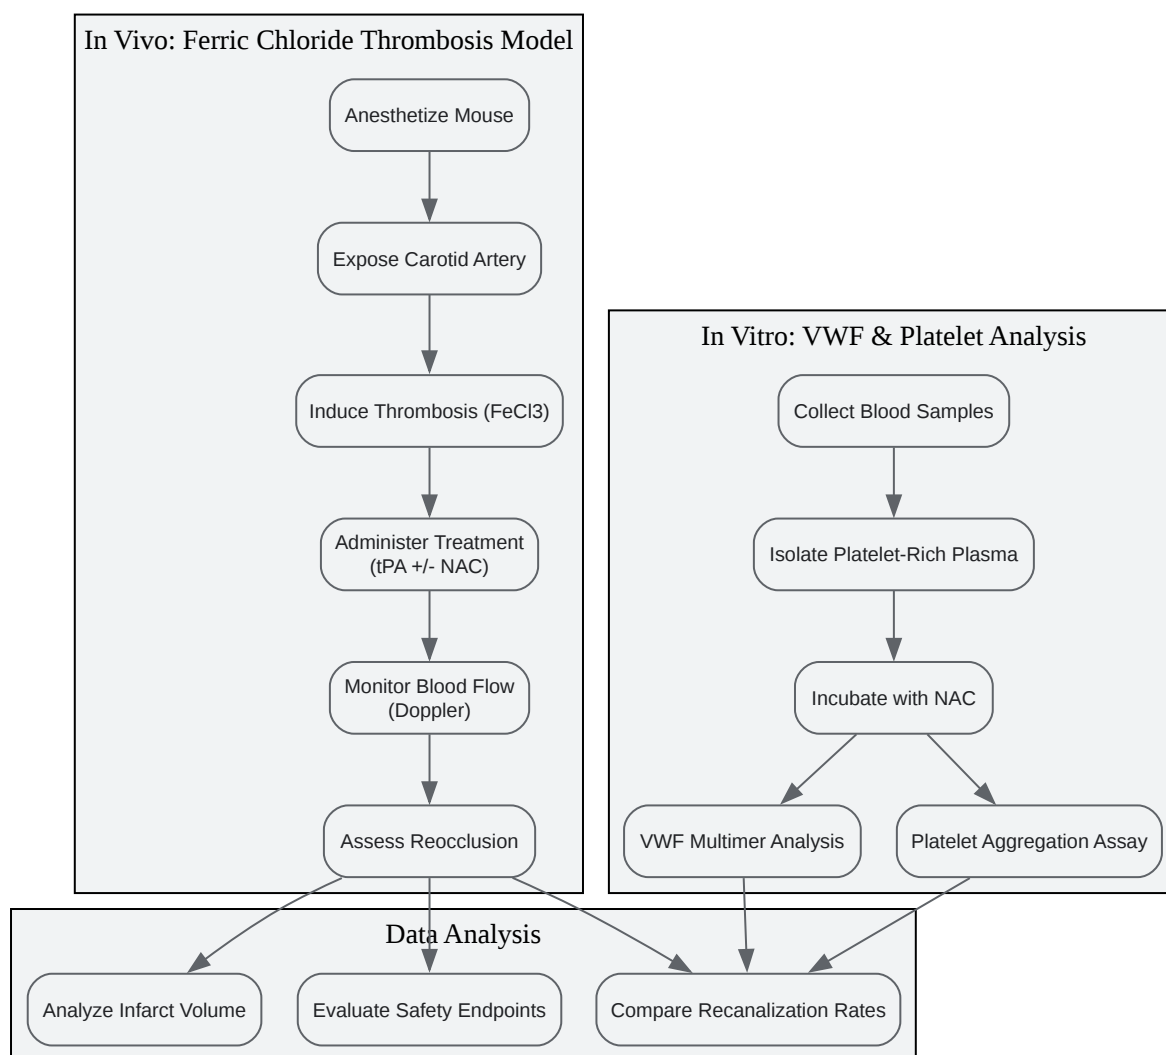 In Vivo: Ferric Chloride Thrombosis Model
Anesthetize Mouse
Expose Carotid Artery
Induce Thrombosis (FeCl3)
Administer Treatment
(tPA +/- NAC)
Monitor Blood Flow
(Doppler)
Assess Reocclusion
In Vitro: VWF & Platelet Analysis
Collect Blood Samples
Isolate Platelet-Rich Plasma
Incubate with NAC
VWF Multimer Analysis
Platelet Aggregation Assay
Data Analysis
Analyze Infarct Volume
Evaluate Safety Endpoints
Compare Recanalization Rates